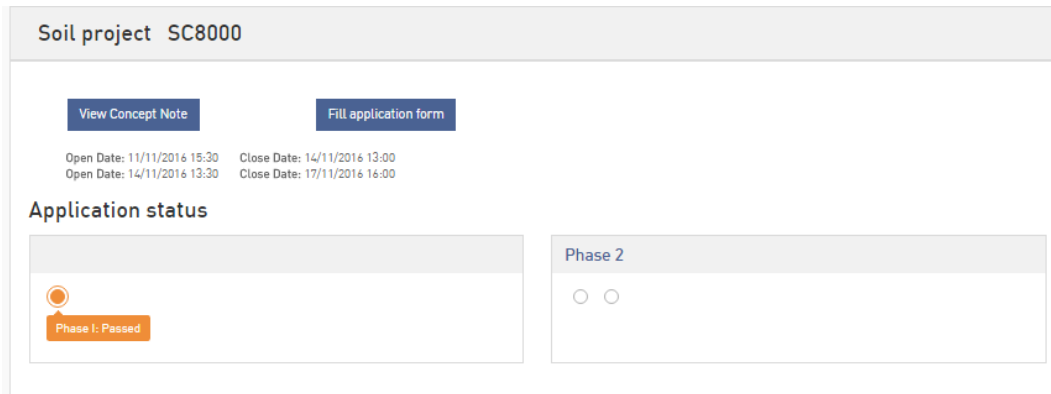 Soil project SC8000
View Concept Note
Fill application form
Open Date: 11/11/2016 15:30 Close Date: 14/11/2016 13:00
Open Date: 14/11/2016 13:30 Close Date: 17/11/2016 16:00
Application status
Phase 2
Phase I: Passed